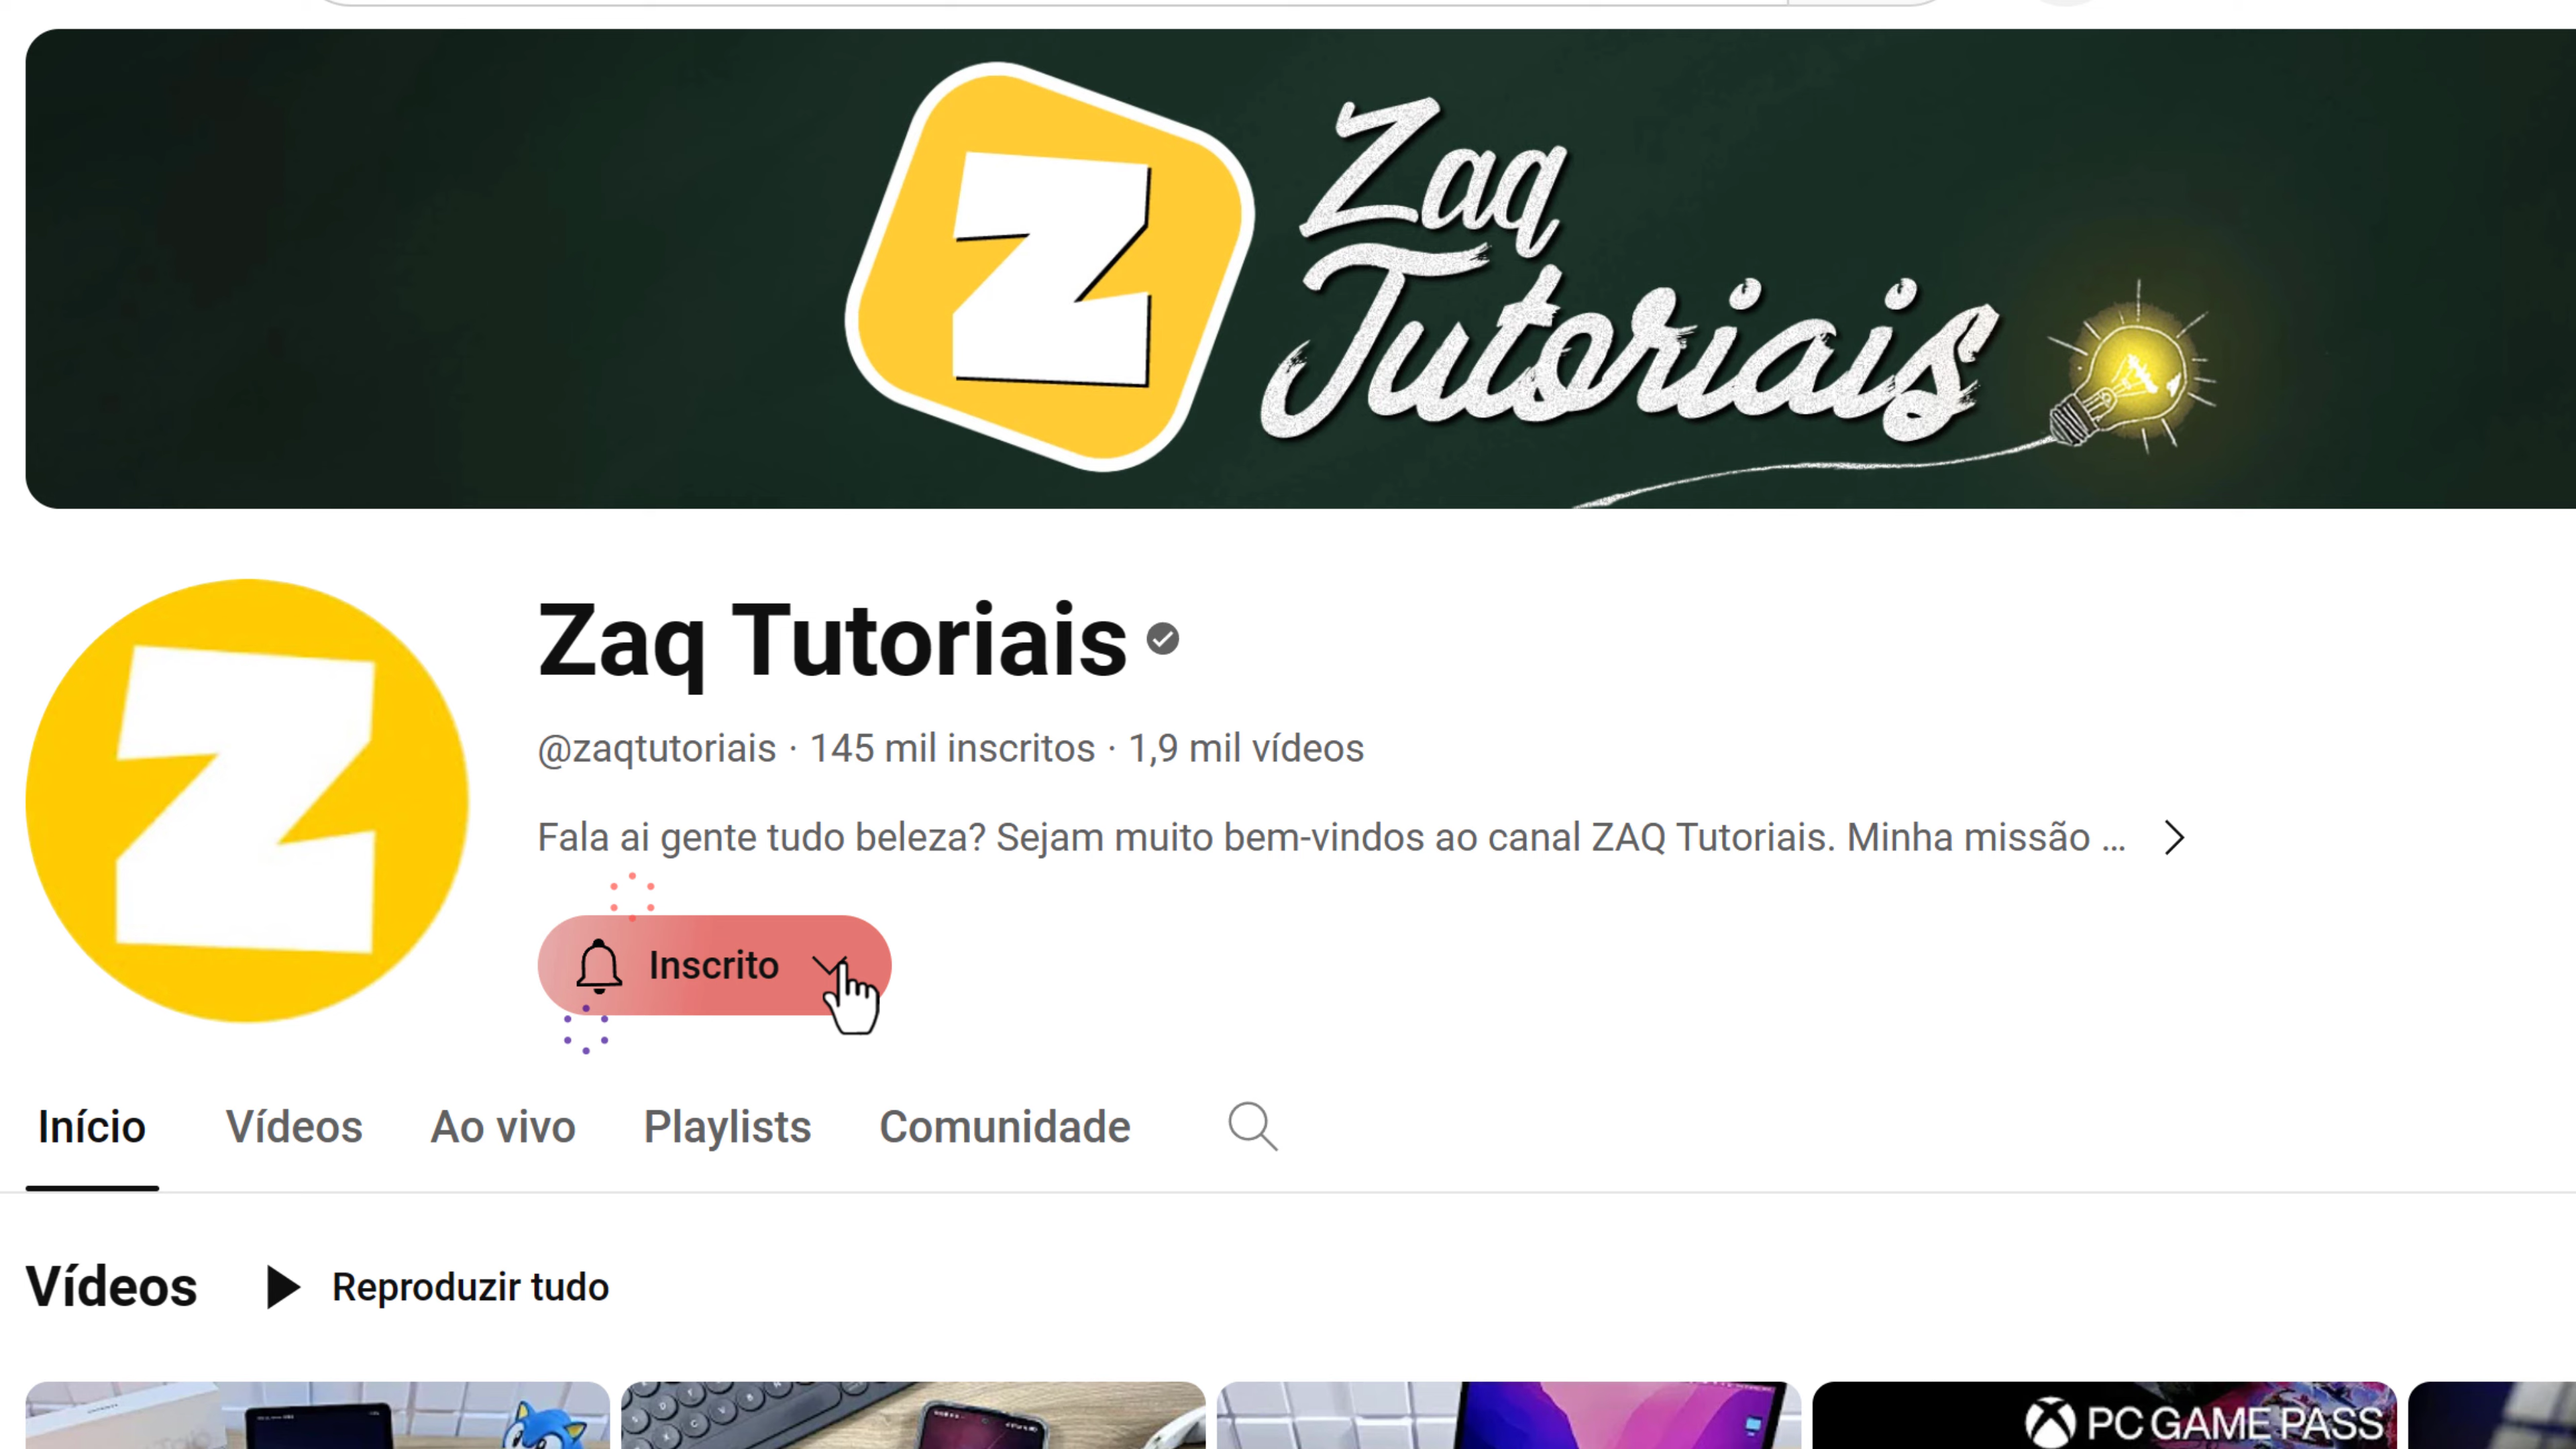 Z
Zaq
Tutoriais
Z
Zaq Tutoriais
@zaqtutoriais · 145 mil inscritos · 1,9 mil vídeos
Fala ai gente tudo beleza? Sejam muito bem-vindos ao canal ZAQ Tutoriais. Minha missão ...
Inscrito
Início Vídeos Ao vivo Playlists Comunidade
Vídeos Reproduzir tudo
PC GAME PASS